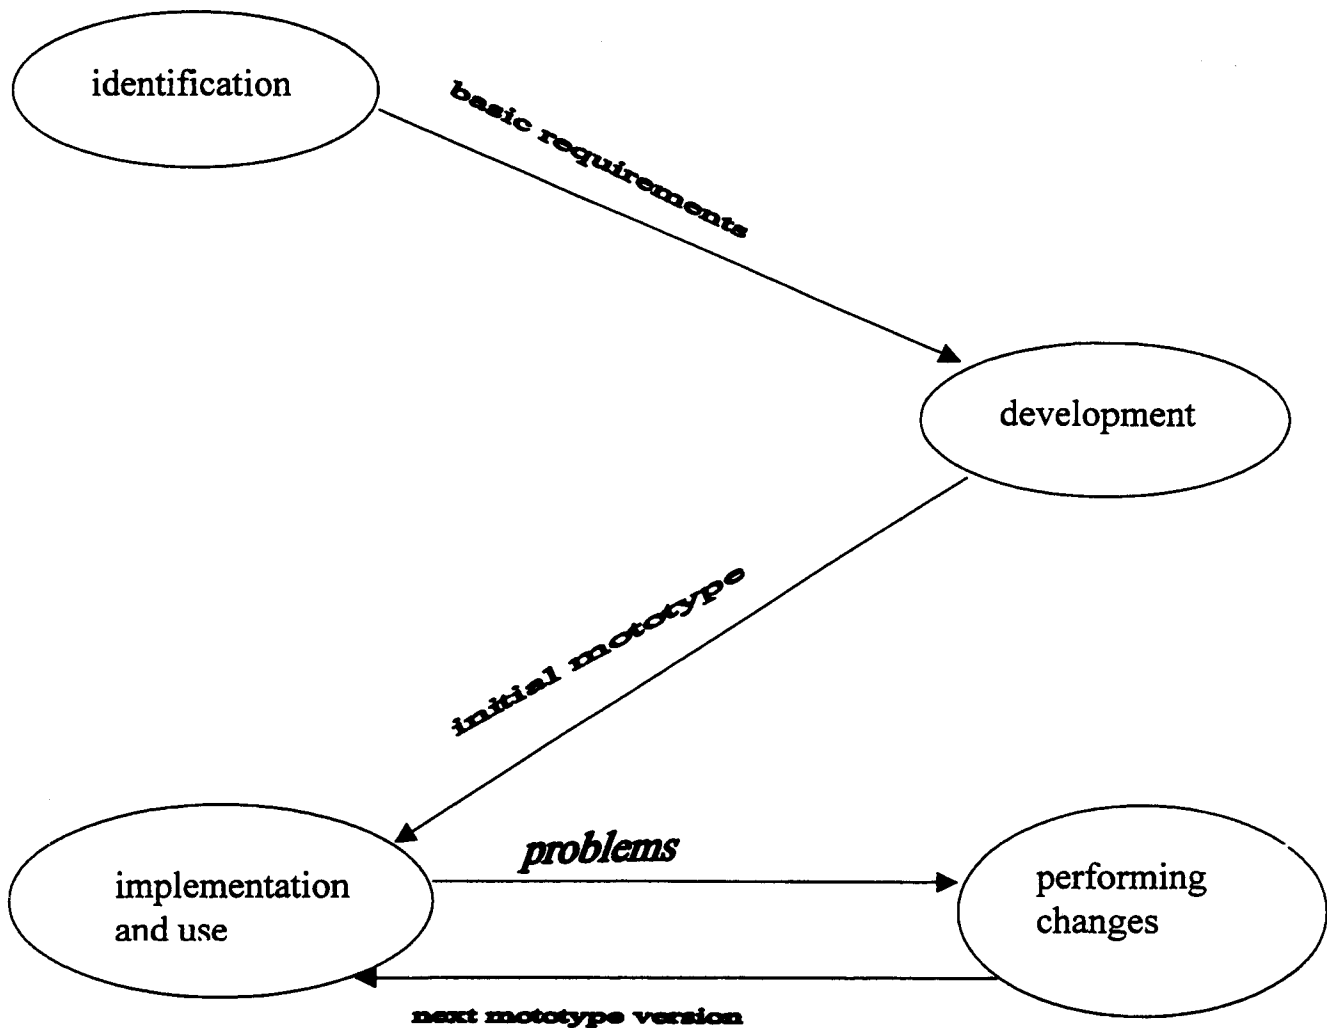 identification
basic requirements
development
initial mototype
problems
implementation
and use
performing
changes
next mototype version